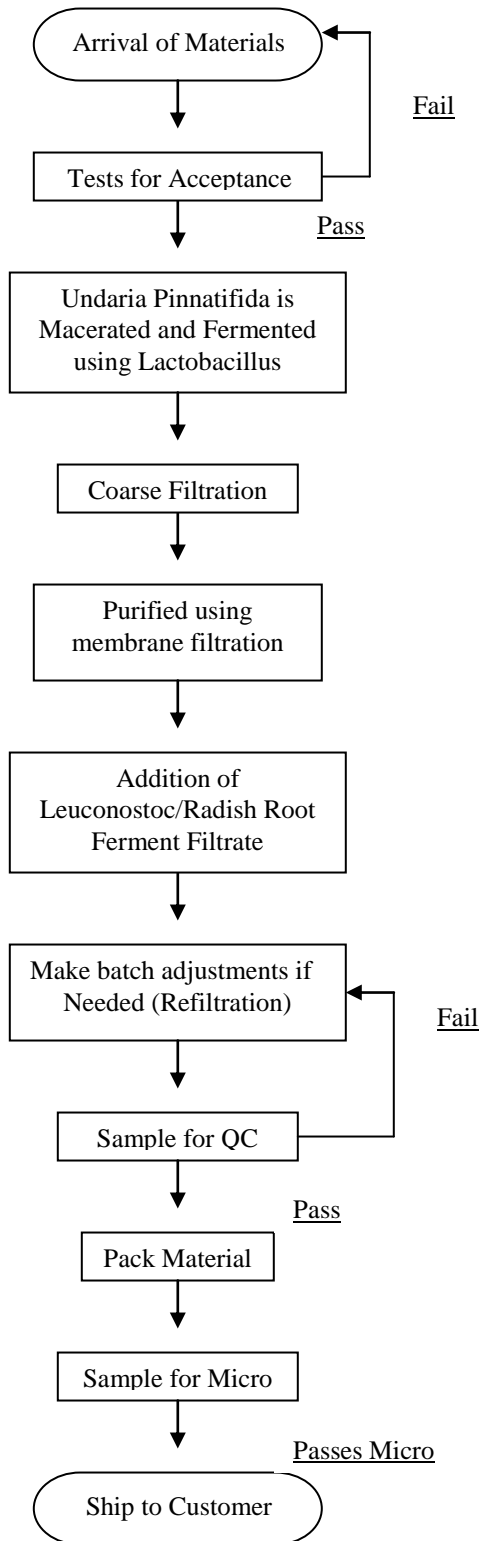 Arrival of Materials
Fail
Tests for Acceptance
Pass
Undaria Pinnatifida is
Macerated and Fermented
using Lactobacillus
Coarse Filtration
Purified using
membrane filtration
Addition of
Leuconostoc/Radish Root
Ferment Filtrate
Make batch adjustments if
Needed (Refiltration)
Fail
Sample for QC
Pass
Pack Material
Sample for Micro
Passes Micro
Ship to Customer